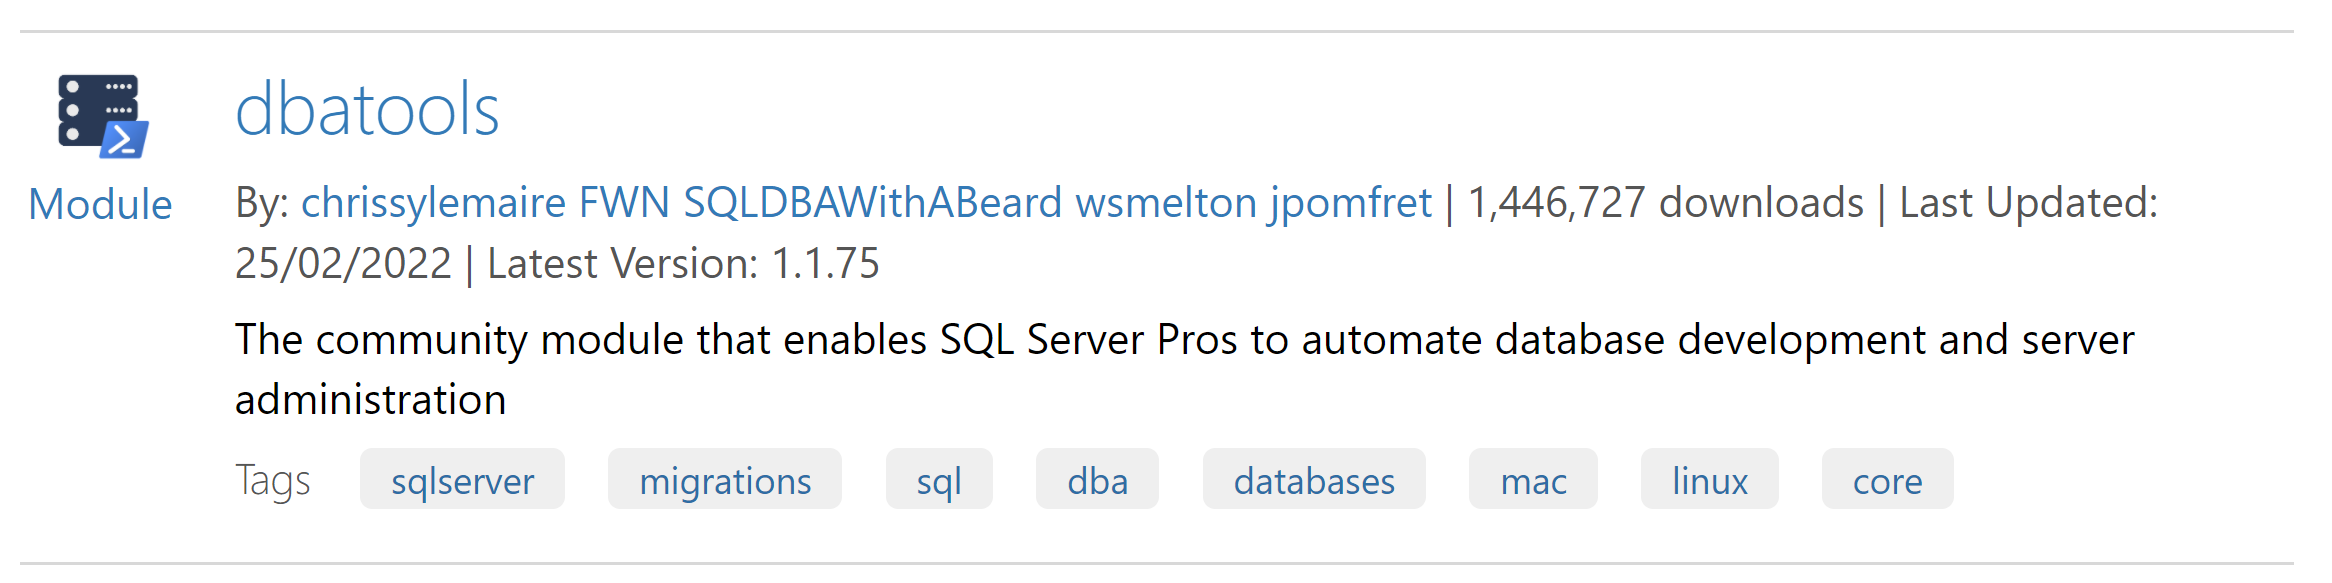 dbatools
Module
By: chrissylemaire FWN SQLDBAWithABeard wsmelton jpomfret | 1,446,727 downloads | Last Updated:
25/02/2022 | Latest Version: 1.1.75
The community module that enables SQL Server Pros to automate database development and server
administration
Tags sqlserver migrations sql dba databases mac linux core